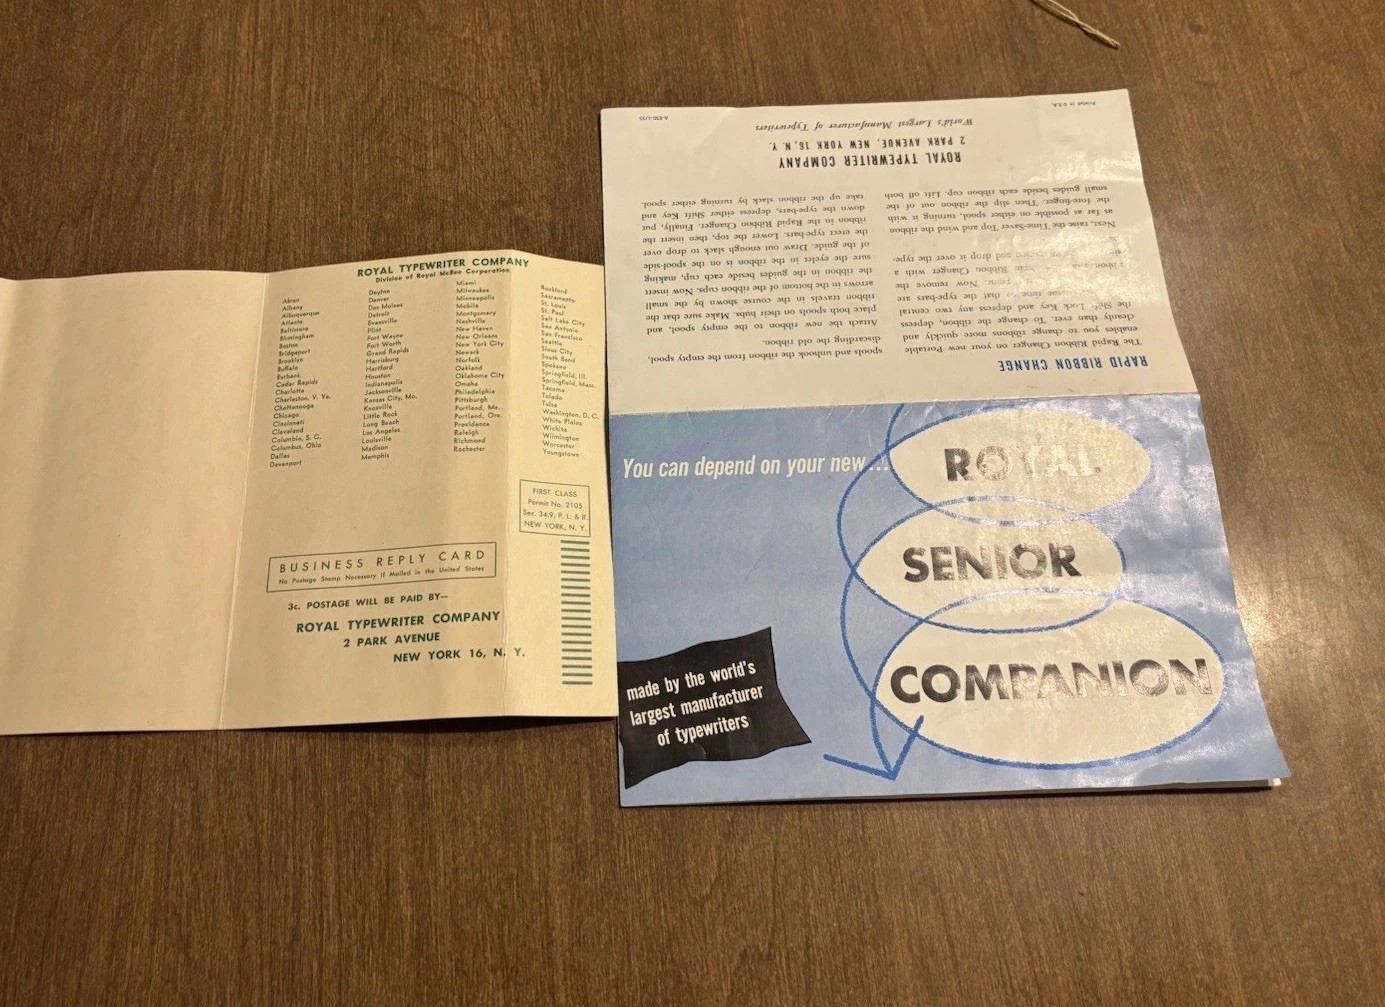 ROYAL TYPEWRITER COMPANY
Division of Royal McBee Corporation
Akron
Albany
Albuquerque
Atlanta
Baltimore
Birmingham
Boston
Bridgeport
Brooklyn
Buffalo
Burbank
Cedar Rapids
Charlotte
Charleston, V. Va.
Chattanooga
Chicago
Cincinnati
Cleveland
Columbia, S. C.
Columbus, Ohio
Dallas
Davenport
Dayton
Denver
Des Moines
Detroit
Evansville
Flint
Fort Wayne
Fort Worth
Grand Rapids
Harrisburg
Hartford
Houston
Indianapolis
Jacksonville
Kansas City, Mo.
Knoxville
Little Rock
Long Beach
Los Angeles
Louisville
Madison
Memphis
Miami
Milwaukee
Minneapolis
Mobile
Montgomery
Nashville
New Haven
New Orleans
New York City
Newark
Norfolk
Oakland
Oklahoma City
Omaha
Philadelphia
Pittsburgh
Portland, Me.
Portland, Ore.
Providence
Raleigh
Richmond
Rochester
Rockford
Sacramento
St. Louis
St. Paul
Salt Lake City
San Antonio
San Francisco
Seattle
Sioux City
South Bend
Spokane
Springfield, Ill.
Springfield, Mass.
Tacoma
Toledo
Tulsa
Washington, D. C.
White Plains
Wichita
Wilmington
Worcester
Youngstown
FIRST CLASS
Permit No. 2105
Sec. 34.9, P. L. & R.
NEW YORK, N. Y.
BUSINESS REPLY CARD
No Postage Stamp Necessary If Mailed in the United States
3c. POSTAGE WILL BE PAID BY—
ROYAL TYPEWRITER COMPANY
2 PARK AVENUE
NEW YORK 16, N. Y.
RAPID RIBBON CHANGE
The Rapid Ribbon Changer on your new Portable
enables you to change ribbons more quickly and
cleanly than ever. To change the ribbon, depress
the Shift Lock Key and depress any two central
time so that the type-bars are
Now remove the
Ribbon Changer with a
and drop it over the type-
Next, raise the Time-Saver Top and wind the ribbon
as far as possible on either spool, turning it with
the fore-finger. Then slip the ribbon out of the
small guides beside each ribbon cup. Lift off both
spools and unhook the ribbon from the empty spool,
discarding the old ribbon.
Attach the new ribbon to the empty spool, and
place both spools on their hubs. Make sure that the
ribbon travels in the course shown by the small
arrows in the bottom of the ribbon cups. Now insert
the ribbon in the guides beside each cup, making
sure the eyelet in the ribbon is on the spool-side
of the guide. Draw out enough slack to drop over
the erect type-bars. Lower the top, then insert the
ribbon in the Rapid Ribbon Changer. Finally, put
down the type-bars, depress either Shift Key and
take up the ribbon slack by turning either spool.
ROYAL TYPEWRITER COMPANY
2 PARK AVENUE, NEW YORK 16, N. Y.
World's Largest Manufacturer of Typewriters
Printed in U.S.A.
You can depend on your new...
ROYAL
SENIOR
COMPANION
made by the world's
largest manufacturer
of typewriters